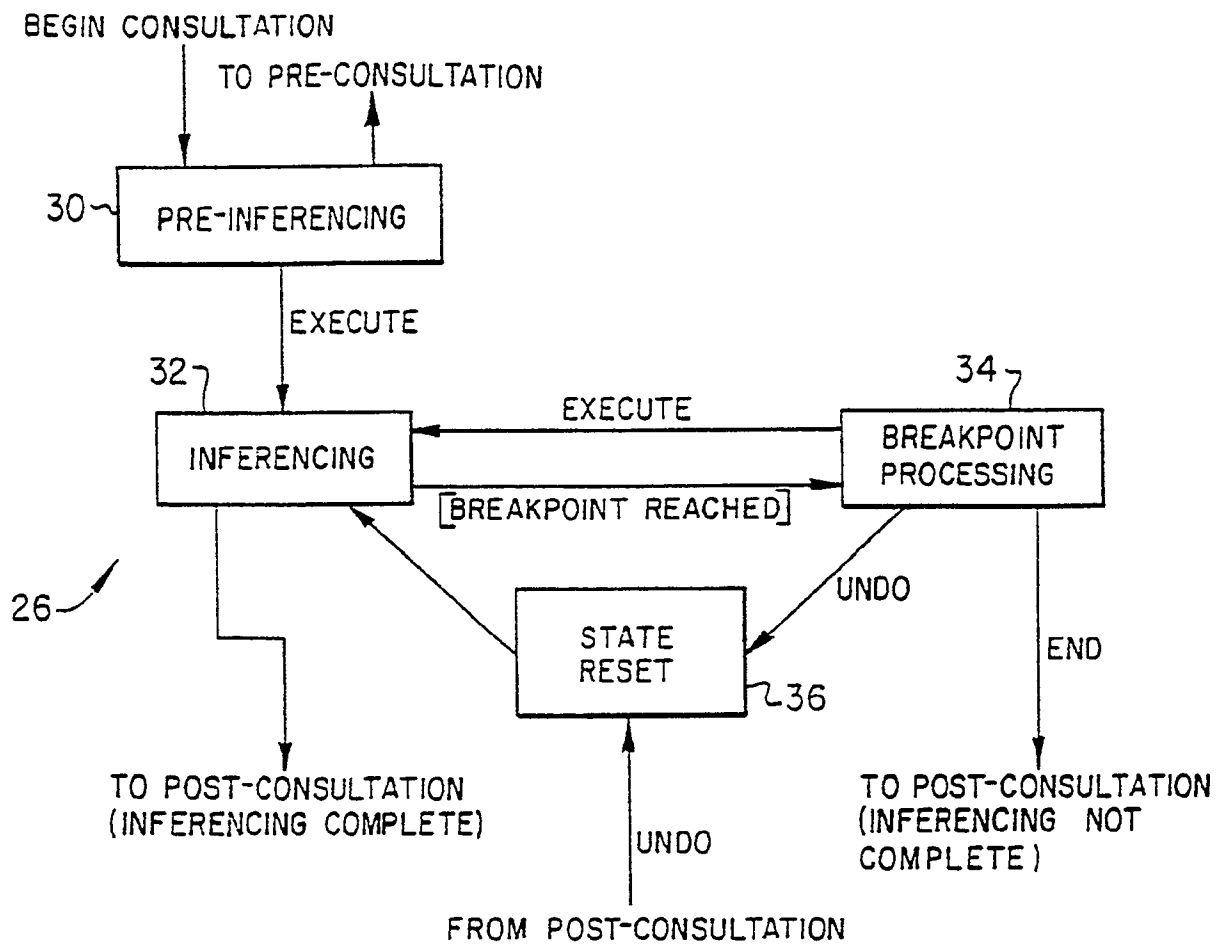 BEGIN CONSULTATION
TO PRE-CONSULTATION
30
PRE-INFERENCING
EXECUTE
32
34
INFERENCING
EXECUTE
BREAKPOINT
PROCESSING
[BREAKPOINT REACHED]
26
UNDO
STATE
RESET
END
36
TO POST-CONSULTATION
(INFERENCING COMPLETE)
TO POST-CONSULTATION
(INFERENCING NOT
COMPLETE)
UNDO
FROM POST-CONSULTATION